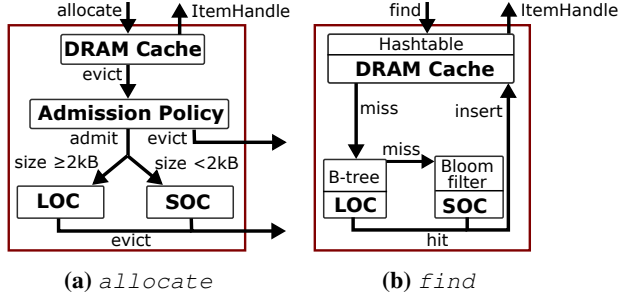 allocate
ItemHandle
DRAM Cache
evict
Admission Policy
admit
evict
size ≥2kB
size <2kB
LOC
SOC
evict
(a) allocate
find
ItemHandle
Hashtable
DRAM Cache
miss
insert
miss
B-tree
Bloom
filter
LOC
SOC
hit
(b) find